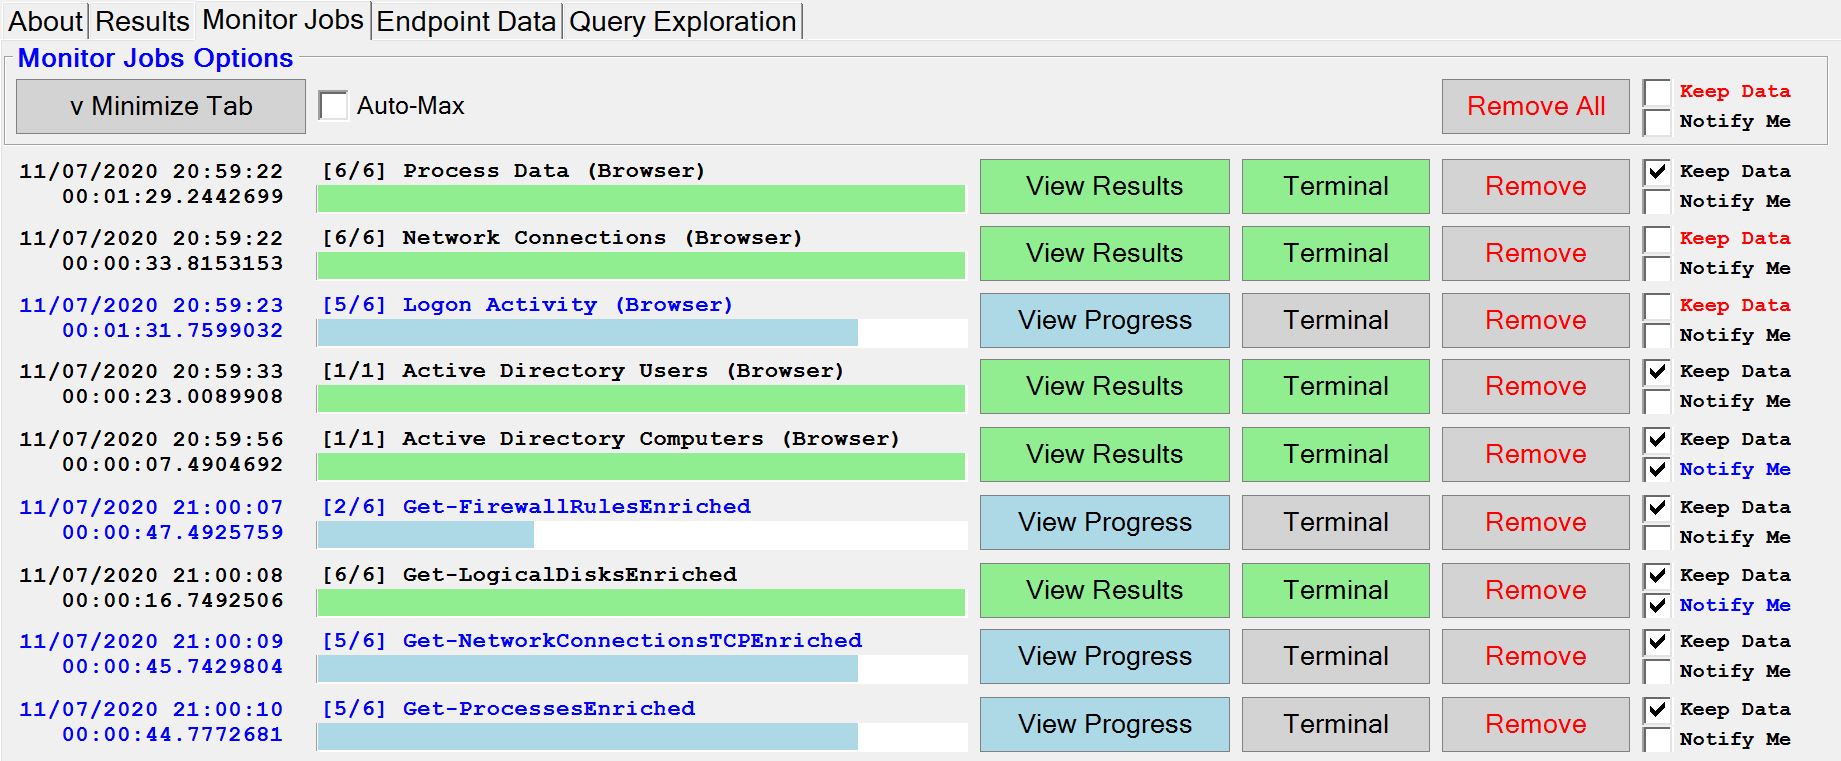 About Results Monitor Jobs Endpoint Data Query Exploration
Monitor Jobs Options
v Minimize Tab Auto-Max Remove All Keep Data
Notify Me
11/07/2020 20:59:22 [6/6] Process Data (Browser) View Results Terminal Remove Keep Data
00:01:29.2442699 Notify Me
11/07/2020 20:59:22 [6/6] Network Connections (Browser) View Results Terminal Remove Keep Data
00:00:33.8153153 Notify Me
11/07/2020 20:59:23 [5/6] Logon Activity (Browser) View Progress Terminal Remove Keep Data
00:01:31.7599032 Notify Me
11/07/2020 20:59:33 [1/1] Active Directory Users (Browser) View Results Terminal Remove Keep Data
00:00:23.0089908 Notify Me
11/07/2020 20:59:56 [1/1] Active Directory Computers (Browser) View Results Terminal Remove Keep Data
00:00:07.4904692 Notify Me
11/07/2020 21:00:07 [2/6] Get-FirewallRulesEnriched View Progress Terminal Remove Keep Data
00:00:47.4925759 Notify Me
11/07/2020 21:00:08 [6/6] Get-LogicalDisksEnriched View Results Terminal Remove Keep Data
00:00:16.7492506 Notify Me
11/07/2020 21:00:09 [5/6] Get-NetworkConnectionsTCPEnriched View Progress Terminal Remove Keep Data
00:00:45.7429804 Notify Me
11/07/2020 21:00:10 [5/6] Get-ProcessesEnriched View Progress Terminal Remove Keep Data
00:00:44.7772681 Notify Me